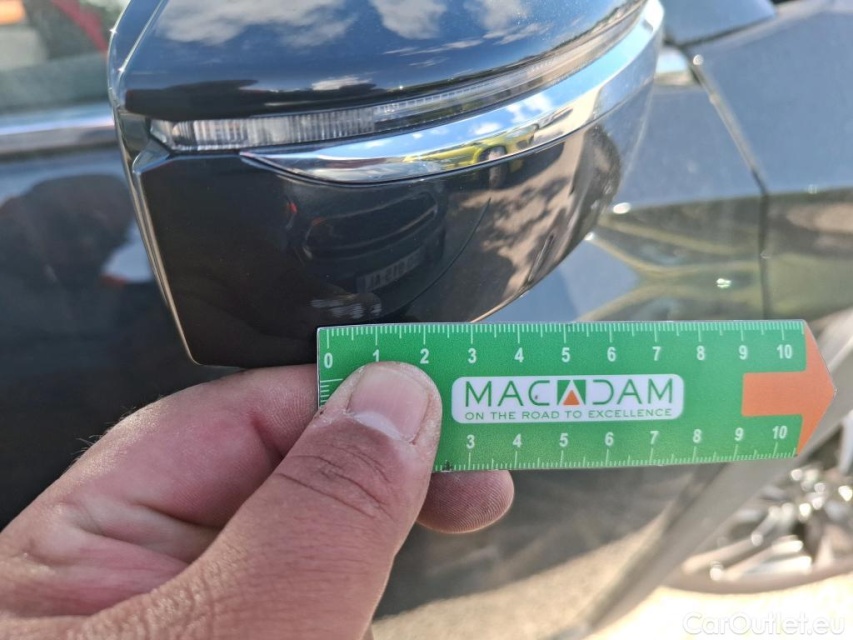 0 1 2 3 4 5 6 7 8 9 10
MACADAM
ON THE ROAD TO EXCELLENCE
3 4 5 6 7 8 9 10
CarOutlet.eu